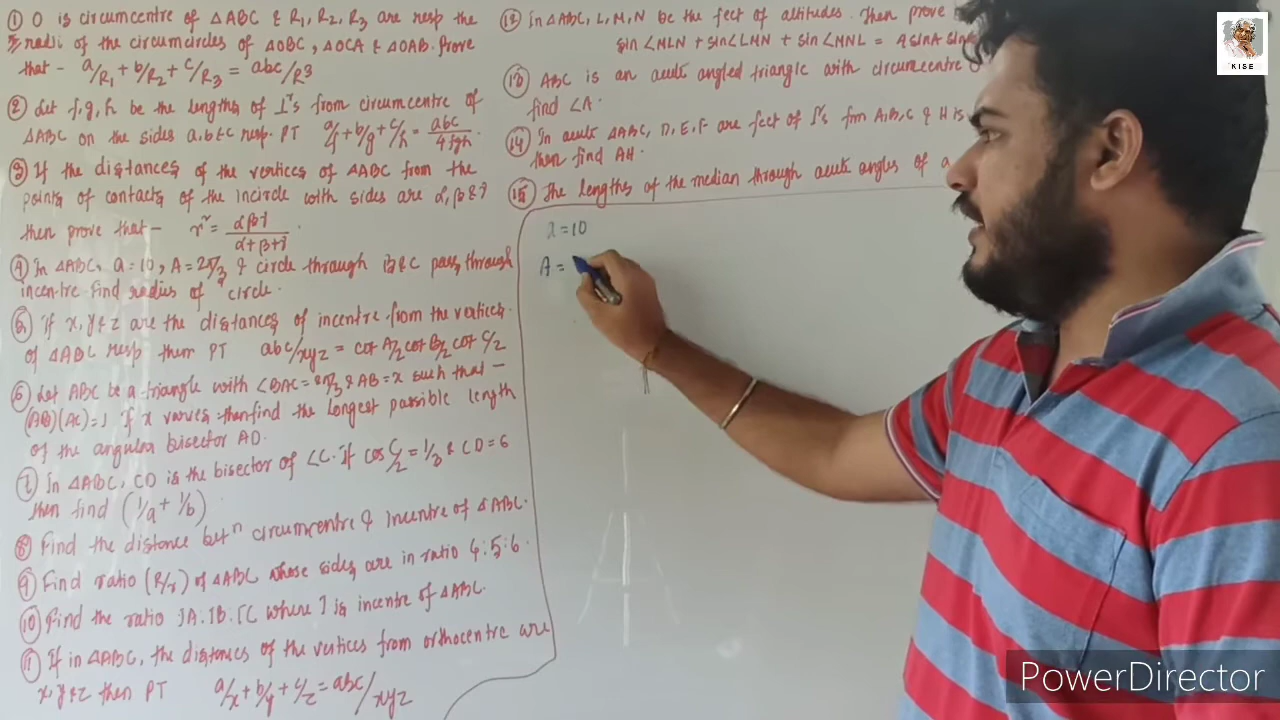 ① O is circumcentre of △ABC & R₁, R₂, R₃ are resp the
radii of the circumcircles of △OBC, △OCA & △OAB. Prove
that - a/R₁ + b/R₂ + c/R₃ = abc/R³
② Let f, g, h be the lengths of ⊥rs from circumcentre of
△ABC on the sides a, b & c resp. PT a/f + b/g + c/h = abc/4fgh.
③ If the distances of the vertices of △ABC from the
points of contacts of the incircle with sides are α, β & γ
then prove that - r² = αβγ/α+β+γ
④ In △ABC, a = 10, A = 2π/3 & circle through B & C pass through
incentre find radius of circle.
⑤ If x, y & z are the distances of incentre from the vertices
of △ABC resp then PT abc/xyz = cot A/2 cot B/2 cot C/2
⑥ Let ABC be a triangle with ∠BAC = 2π/3 & AB = x such that -
(AB)(AC) = 1 If x varies then find the longest possible length
of the angular bisector AD.
⑦ In △ABC, CD is the bisector of ∠C. If cos C/2 = 1/3 & CD = 6
then find (1/a + 1/b)
⑧ Find the distance betⁿ circumcentre & incentre of △ABC.
⑨ Find ratio (R/r) of △ABC whose sides are in ratio 4:5:6.
⑩ Find the ratio IA:IB:IC where I is incentre of △ABC.
⑪ If in △ABC, the distances of the vertices from orthocentre are
x, y & z then PT a/x + b/y + c/z = abc/xyz
⑫ In △ABC, L, M, N be the feet of altitudes. Then prove
sin ∠MLN + sin ∠LMN + sin ∠MNL = 4 sin A sin
⑬ ABC is an acute angled triangle with circumcentre
find ∠A.
⑭ In acute △ABC, D, E, F are feet of ⊥rs from A, B, C & H is
then find AH.
⑮ The lengths of the median through acute angles of a
a = 10
A =
KISE
PowerDirector